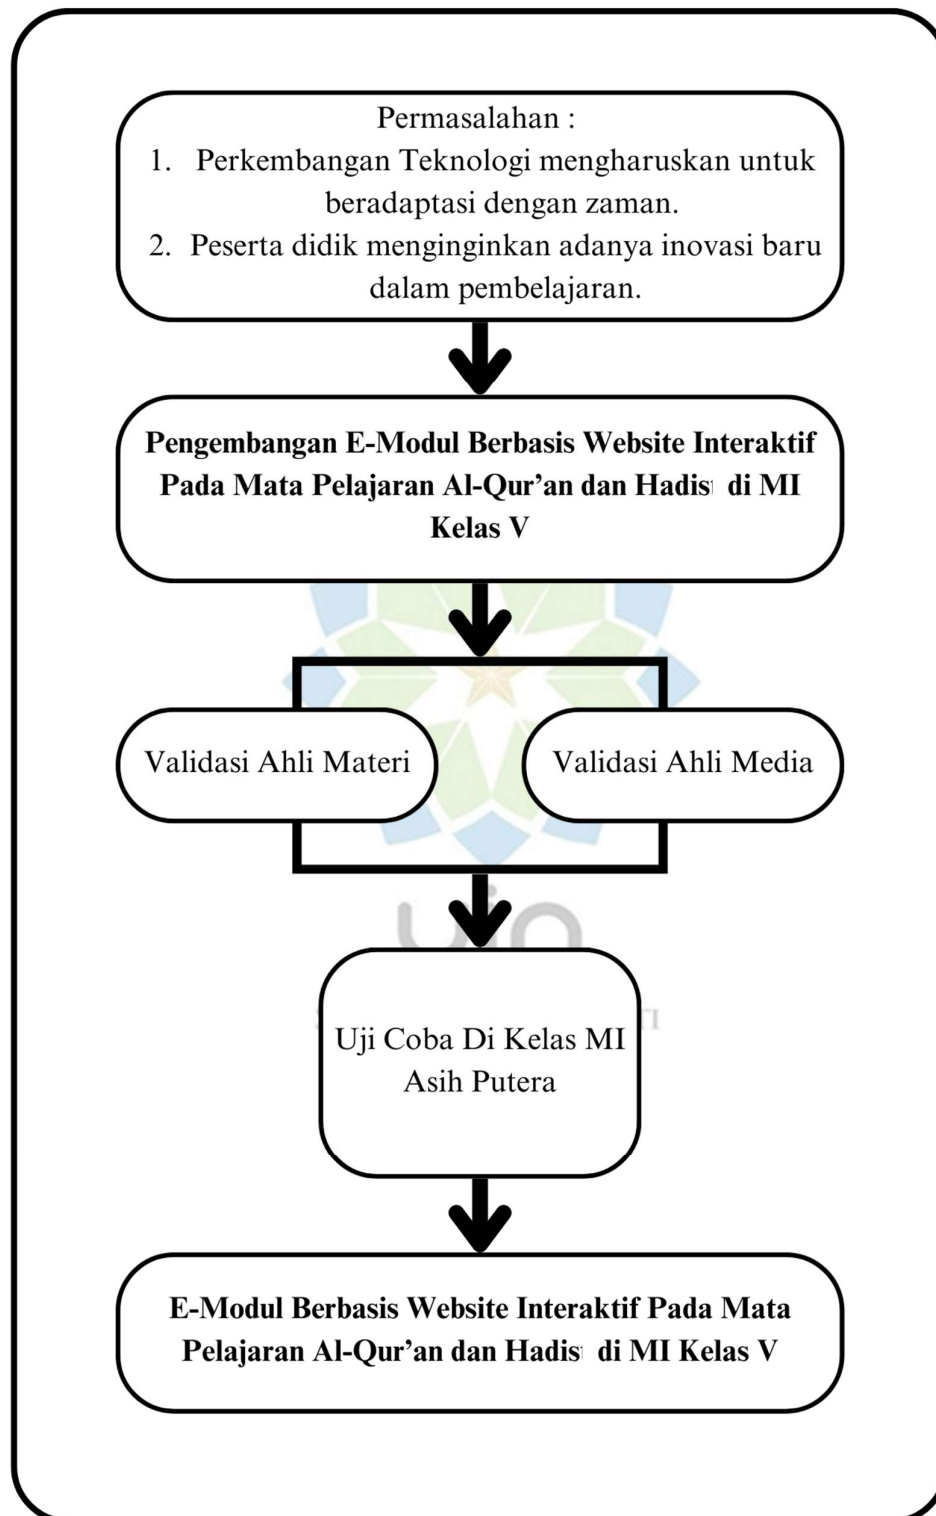 Permasalahan :
1. Perkembangan Teknologi mengharuskan untuk
beradaptasi dengan zaman.
2. Peserta didik menginginkan adanya inovasi baru
dalam pembelajaran.
Pengembangan E-Modul Berbasis Website Interaktif
Pada Mata Pelajaran Al-Qur’an dan Hadis di MI
Kelas V
Validasi Ahli Materi
Validasi Ahli Media
uin
Uji Coba Di Kelas MI
Asih Putera
E-Modul Berbasis Website Interaktif Pada Mata
Pelajaran Al-Qur’an dan Hadis di MI Kelas V